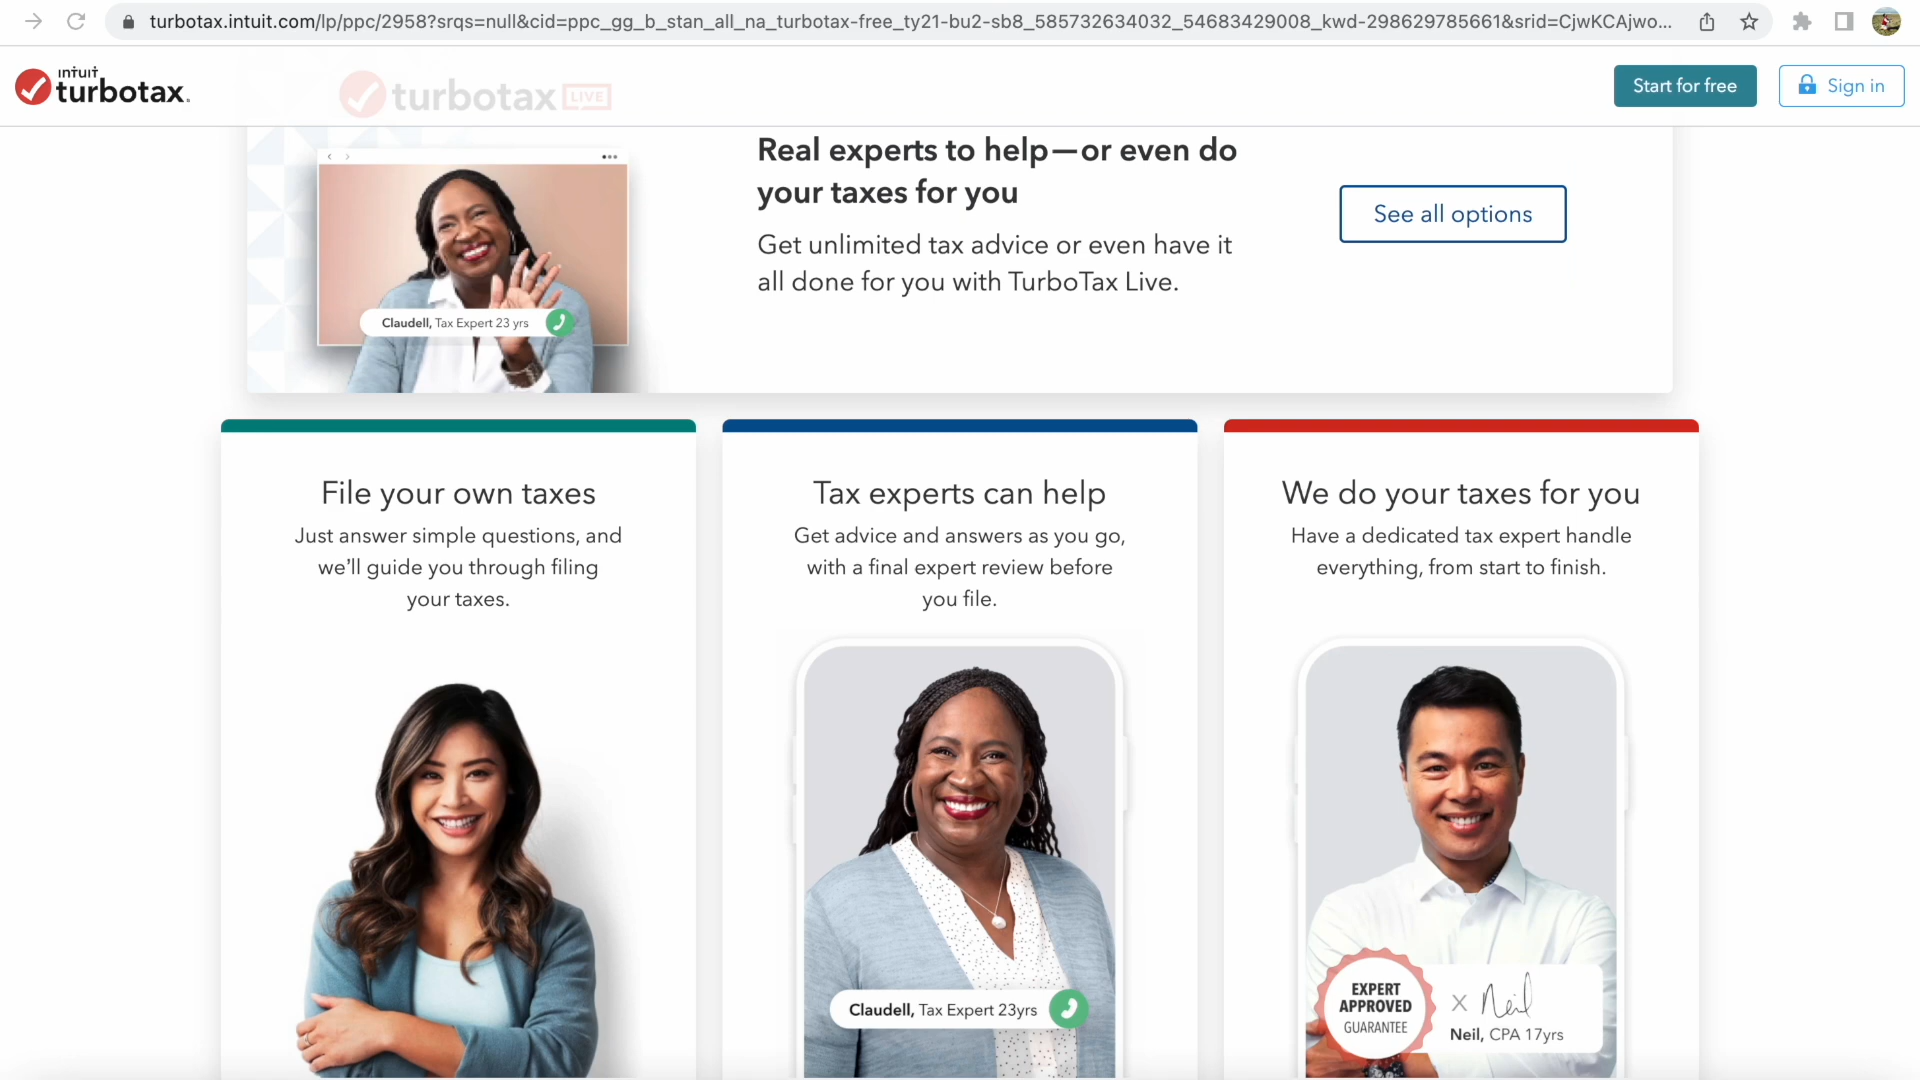 turbotax.intuit.com/lp/ppc/2958?srqs=null&cid=ppc_gg_b_stan_all_na_turbotax-free_ty21-bu2-sb8_585732634032_54683429008_kwd-298629785661&srid=CjwKCAjwo...
intuit
turbotax.
turbotax LIVE
Start for free
Sign in
Real experts to help—or even do
your taxes for you
Get unlimited tax advice or even have it
all done for you with TurboTax Live.
See all options
Claudell, Tax Expert 23 yrs
File your own taxes
Just answer simple questions, and
we'll guide you through filing
your taxes.
Tax experts can help
Get advice and answers as you go,
with a final expert review before
you file.
Claudell, Tax Expert 23yrs
We do your taxes for you
Have a dedicated tax expert handle
everything, from start to finish.
EXPERT
APPROVED
GUARANTEE
X Neil
Neil, CPA 17yrs